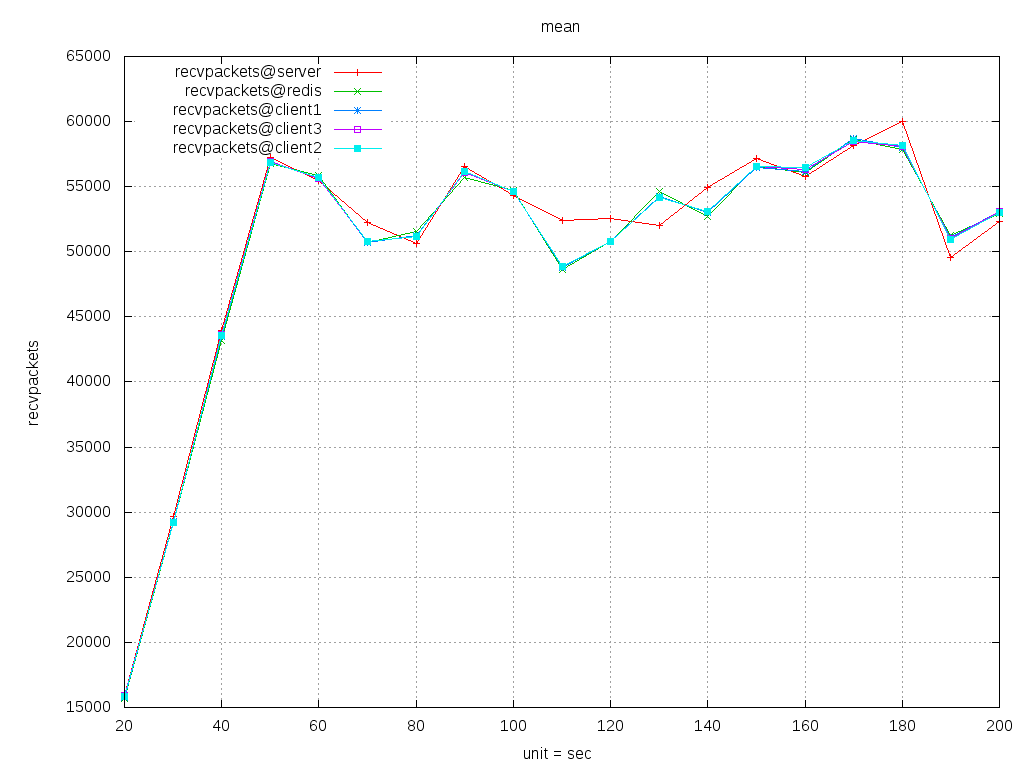 mean
65000
60000
55000
50000
45000
40000
35000
30000
25000
20000
15000
recvpackets
recvpackets@server
recvpackets@redis
recvpackets@client1
recvpackets@client3
recvpackets@client2
20 40 60 80 100 120 140 160 180 200
unit = sec